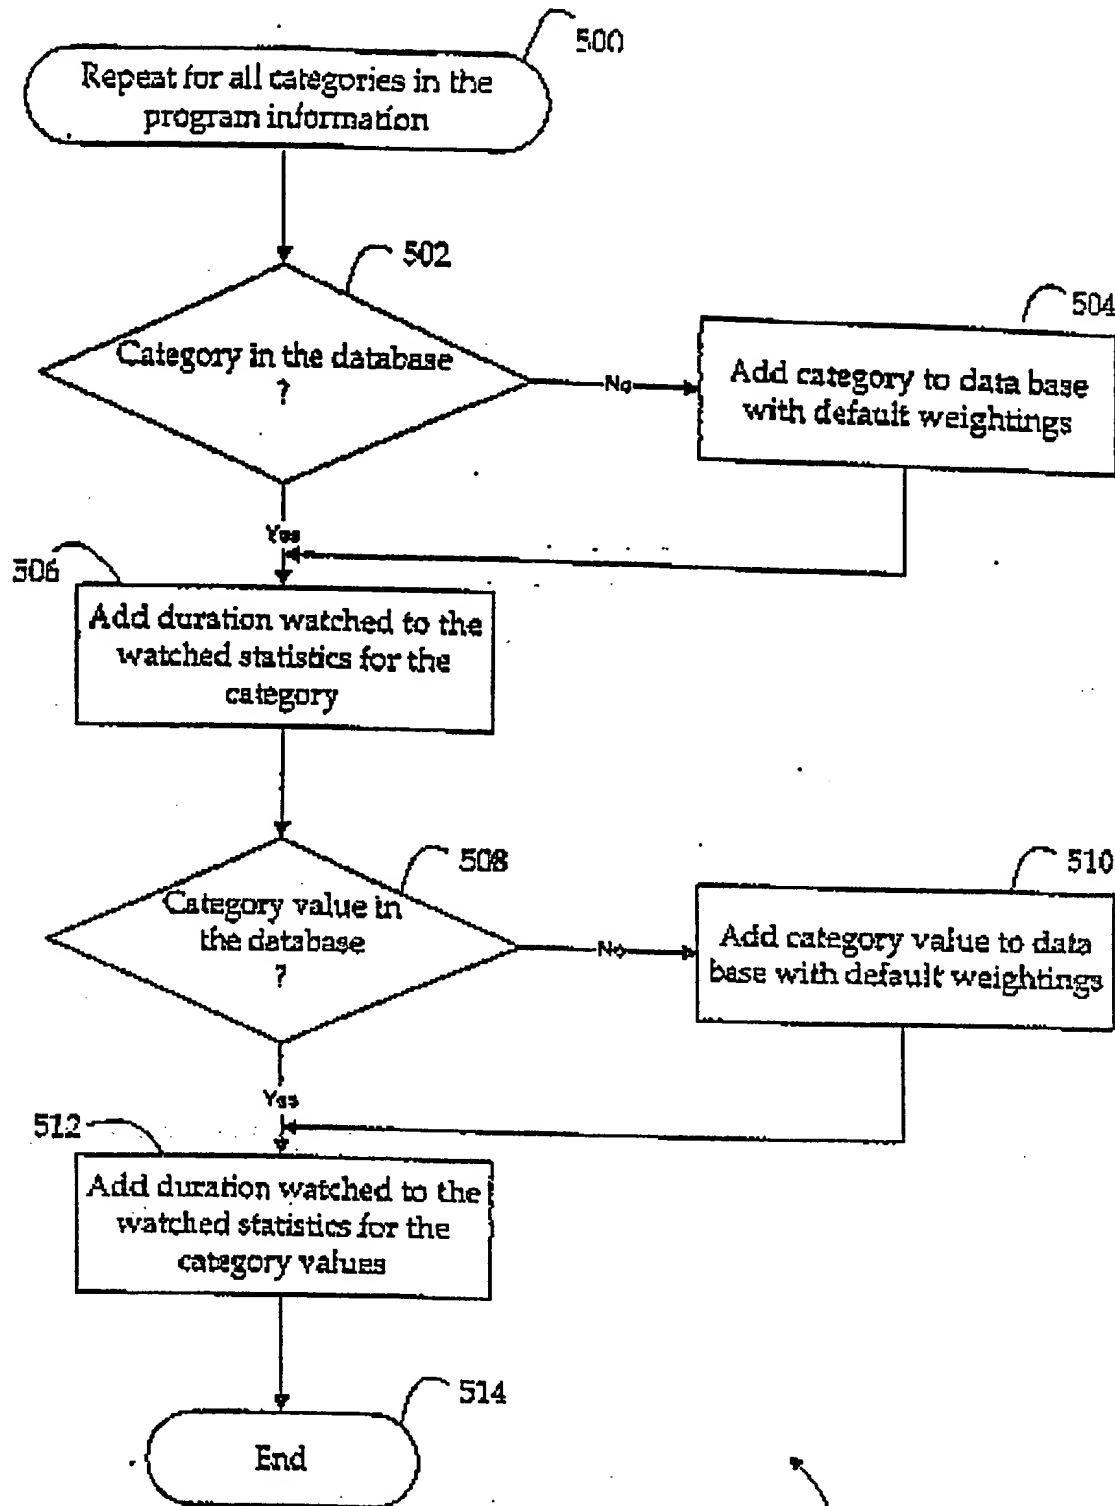 500
Repeat for all categories in the
program information
502
Category in the database
?
No
504
Add category to data base
with default weightings
Yes
506
Add duration watched to the
watched statistics for the
category
508
Category value in
the database
?
No
510
Add category value to data
base with default weightings
Yes
512
Add duration watched to the
watched statistics for the
category values
514
End